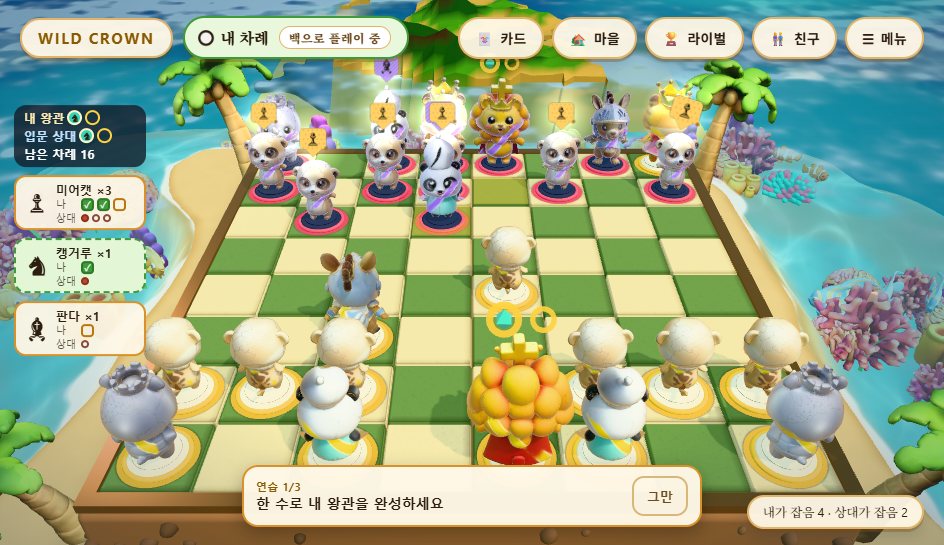 WILD CROWN
내 차례
백으로 플레이 중
카드
마을
라이벌
친구
메뉴
내 왕관
입문 상대
남은 차례 16
미어캣 ×3
나
상대
캥거루 ×1
나
상대
판다 ×1
나
상대
연습 1/3
한 수로 내 왕관을 완성하세요
그만
내가 잡음 4 · 상대가 잡음 2